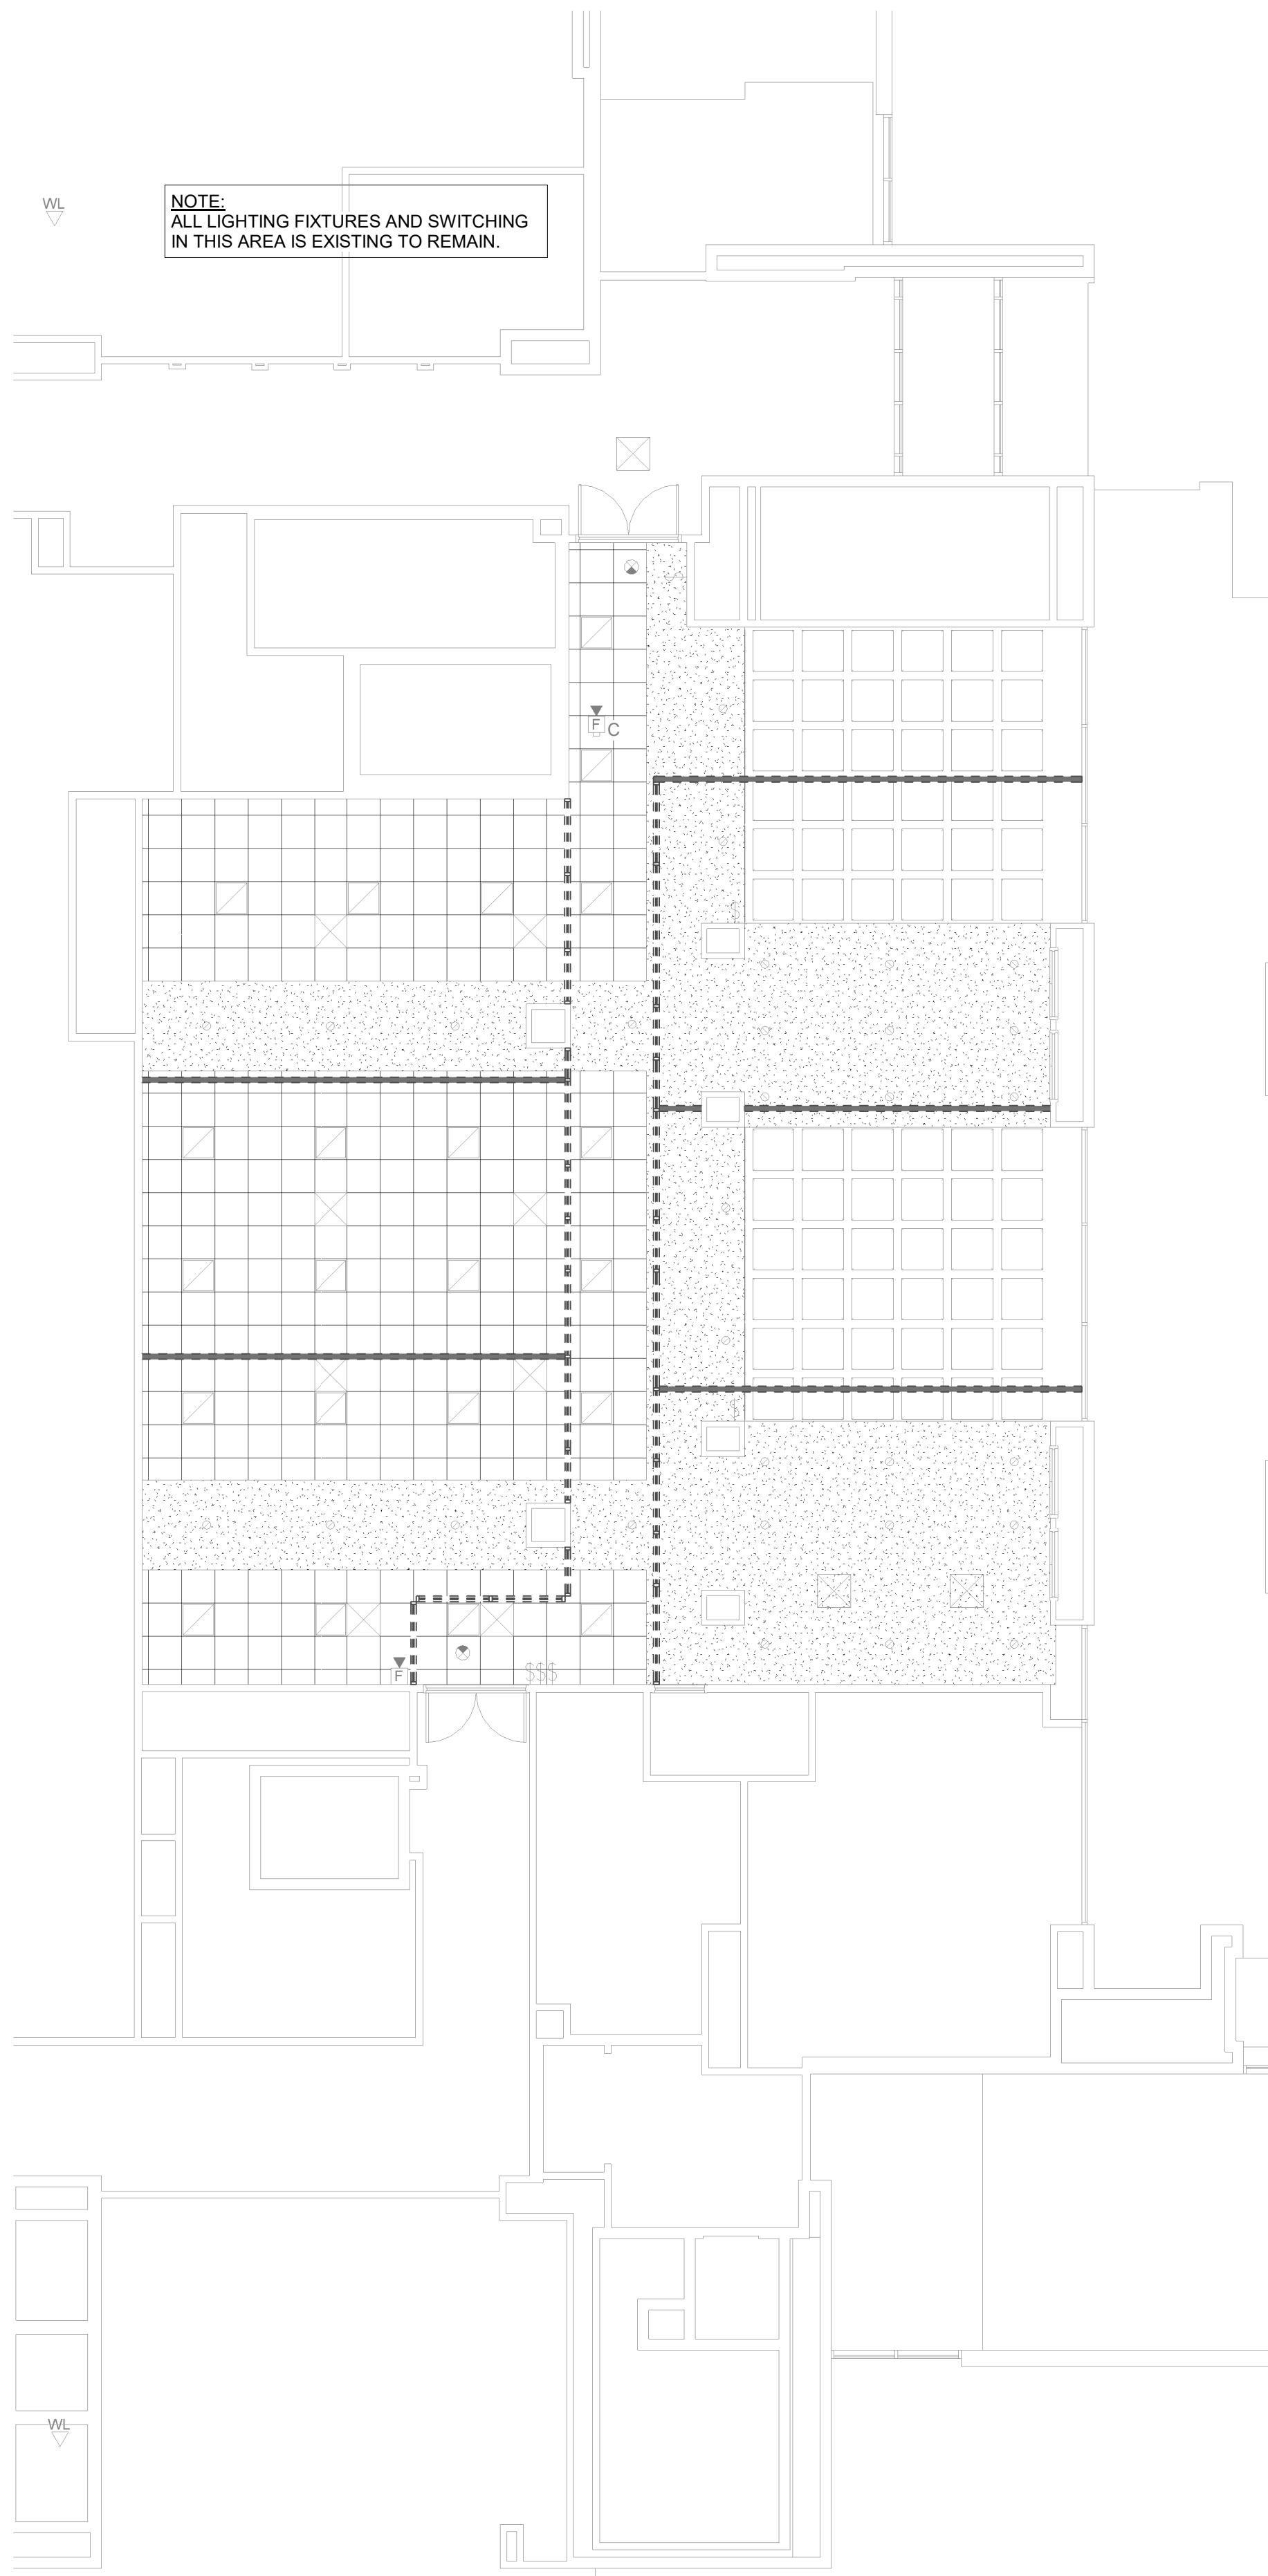 WL
NOTE:
ALL LIGHTING FIXTURES AND SWITCHING
IN THIS AREA IS EXISTING TO REMAIN.
F C
$
$
F
$$$
WL